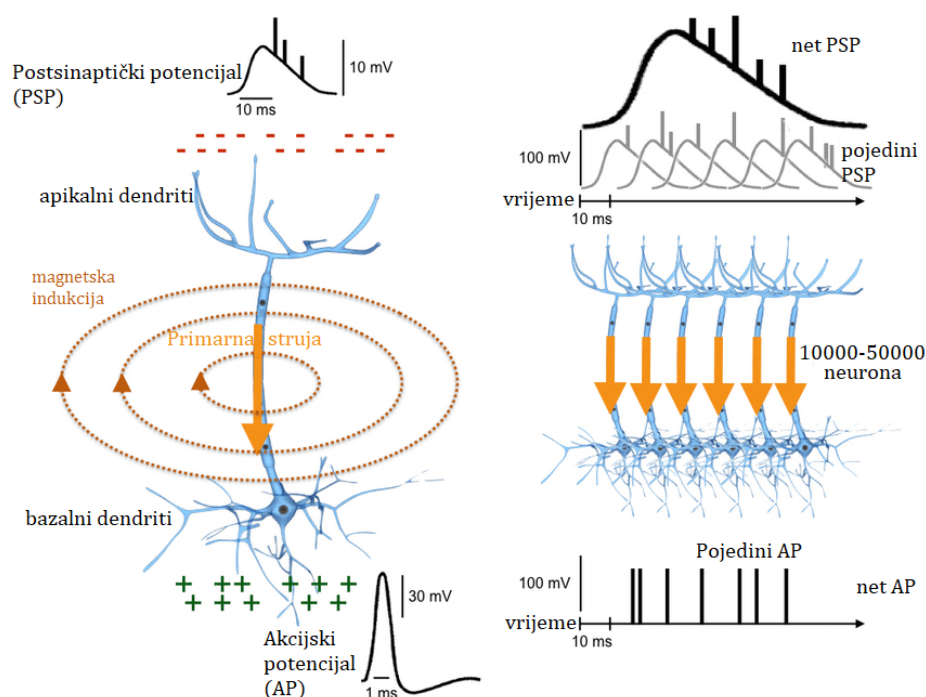 Postsinaptički potencijal
(PSP)
10 mV
10 ms
apikalni dendriti
magnetska
indukcija
Primarna struja
bazalni dendriti
30 mV
Akcijski
potencijal
(AP)
1 ms
net PSP
100 mV
pojedini
PSP
vrijeme
10 ms
10000-50000
neurona
Pojedini AP
100 mV
net AP
vrijeme
10 ms